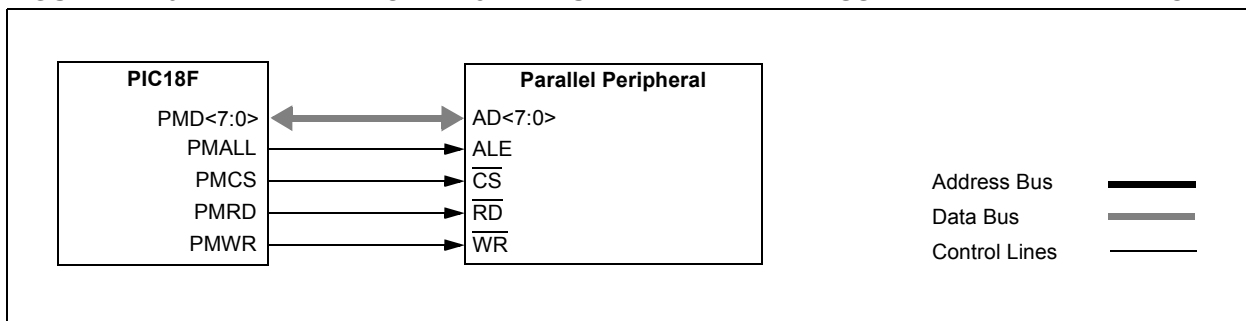 PIC18F
Parallel Peripheral
PMD<7:0>
AD<7:0>
PMALL
ALE
PMCS
CS
PMRD
RD
PMWR
WR
Address Bus
Data Bus
Control Lines